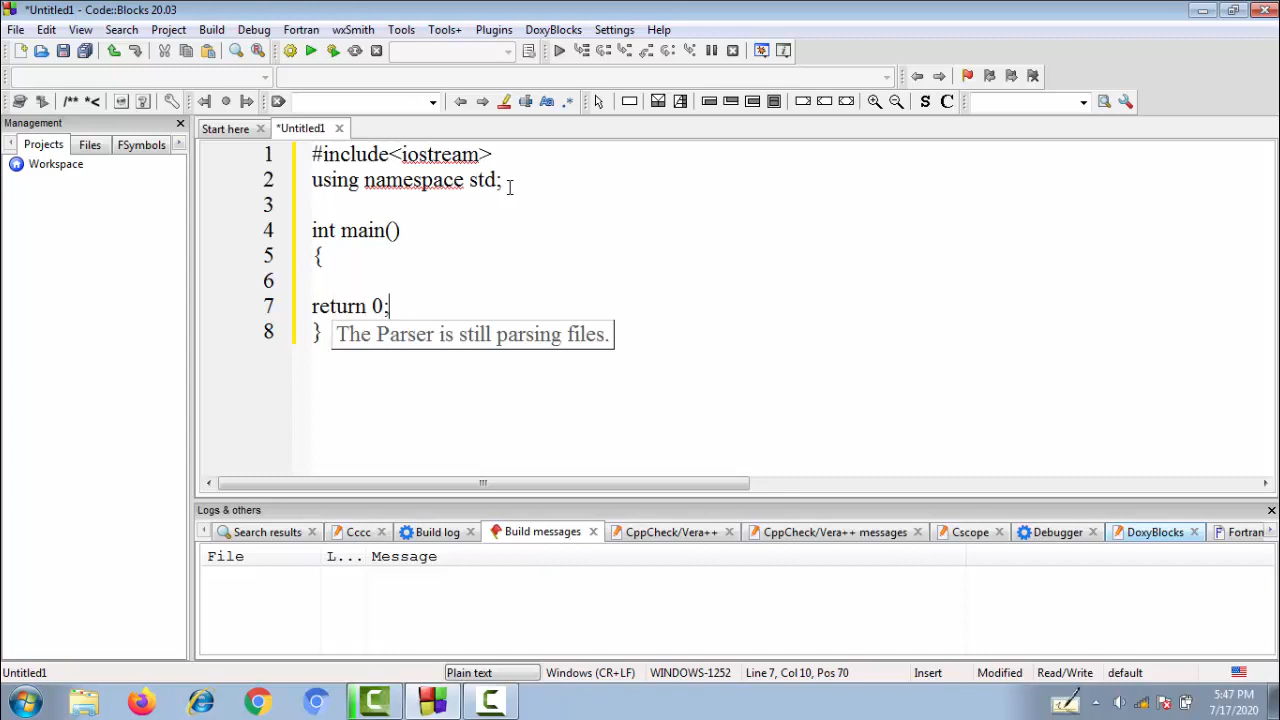 *Untitled1 - Code::Blocks 20.03
File Edit View Search Project Build Debug Fortran wxSmith Tools Tools+ Plugins DoxyBlocks Settings Help
/** *<
S C
Management
Projects Files FSymbols
Workspace
Start here *Untitled1
1 #include<iostream>
2 using namespace std;
3
4 int main()
5 {
6
7 return 0;
8 }
The Parser is still parsing files.
Logs & others
Search results Cccc Build log Build messages CppCheck/Vera++ CppCheck/Vera++ messages Cscope Debugger DoxyBlocks Fortran
File L... Message
Untitled1 Plain text Windows (CR+LF) WINDOWS-1252 Line 7, Col 10, Pos 70 Insert Modified Read/Write default
5:47 PM
7/17/2020